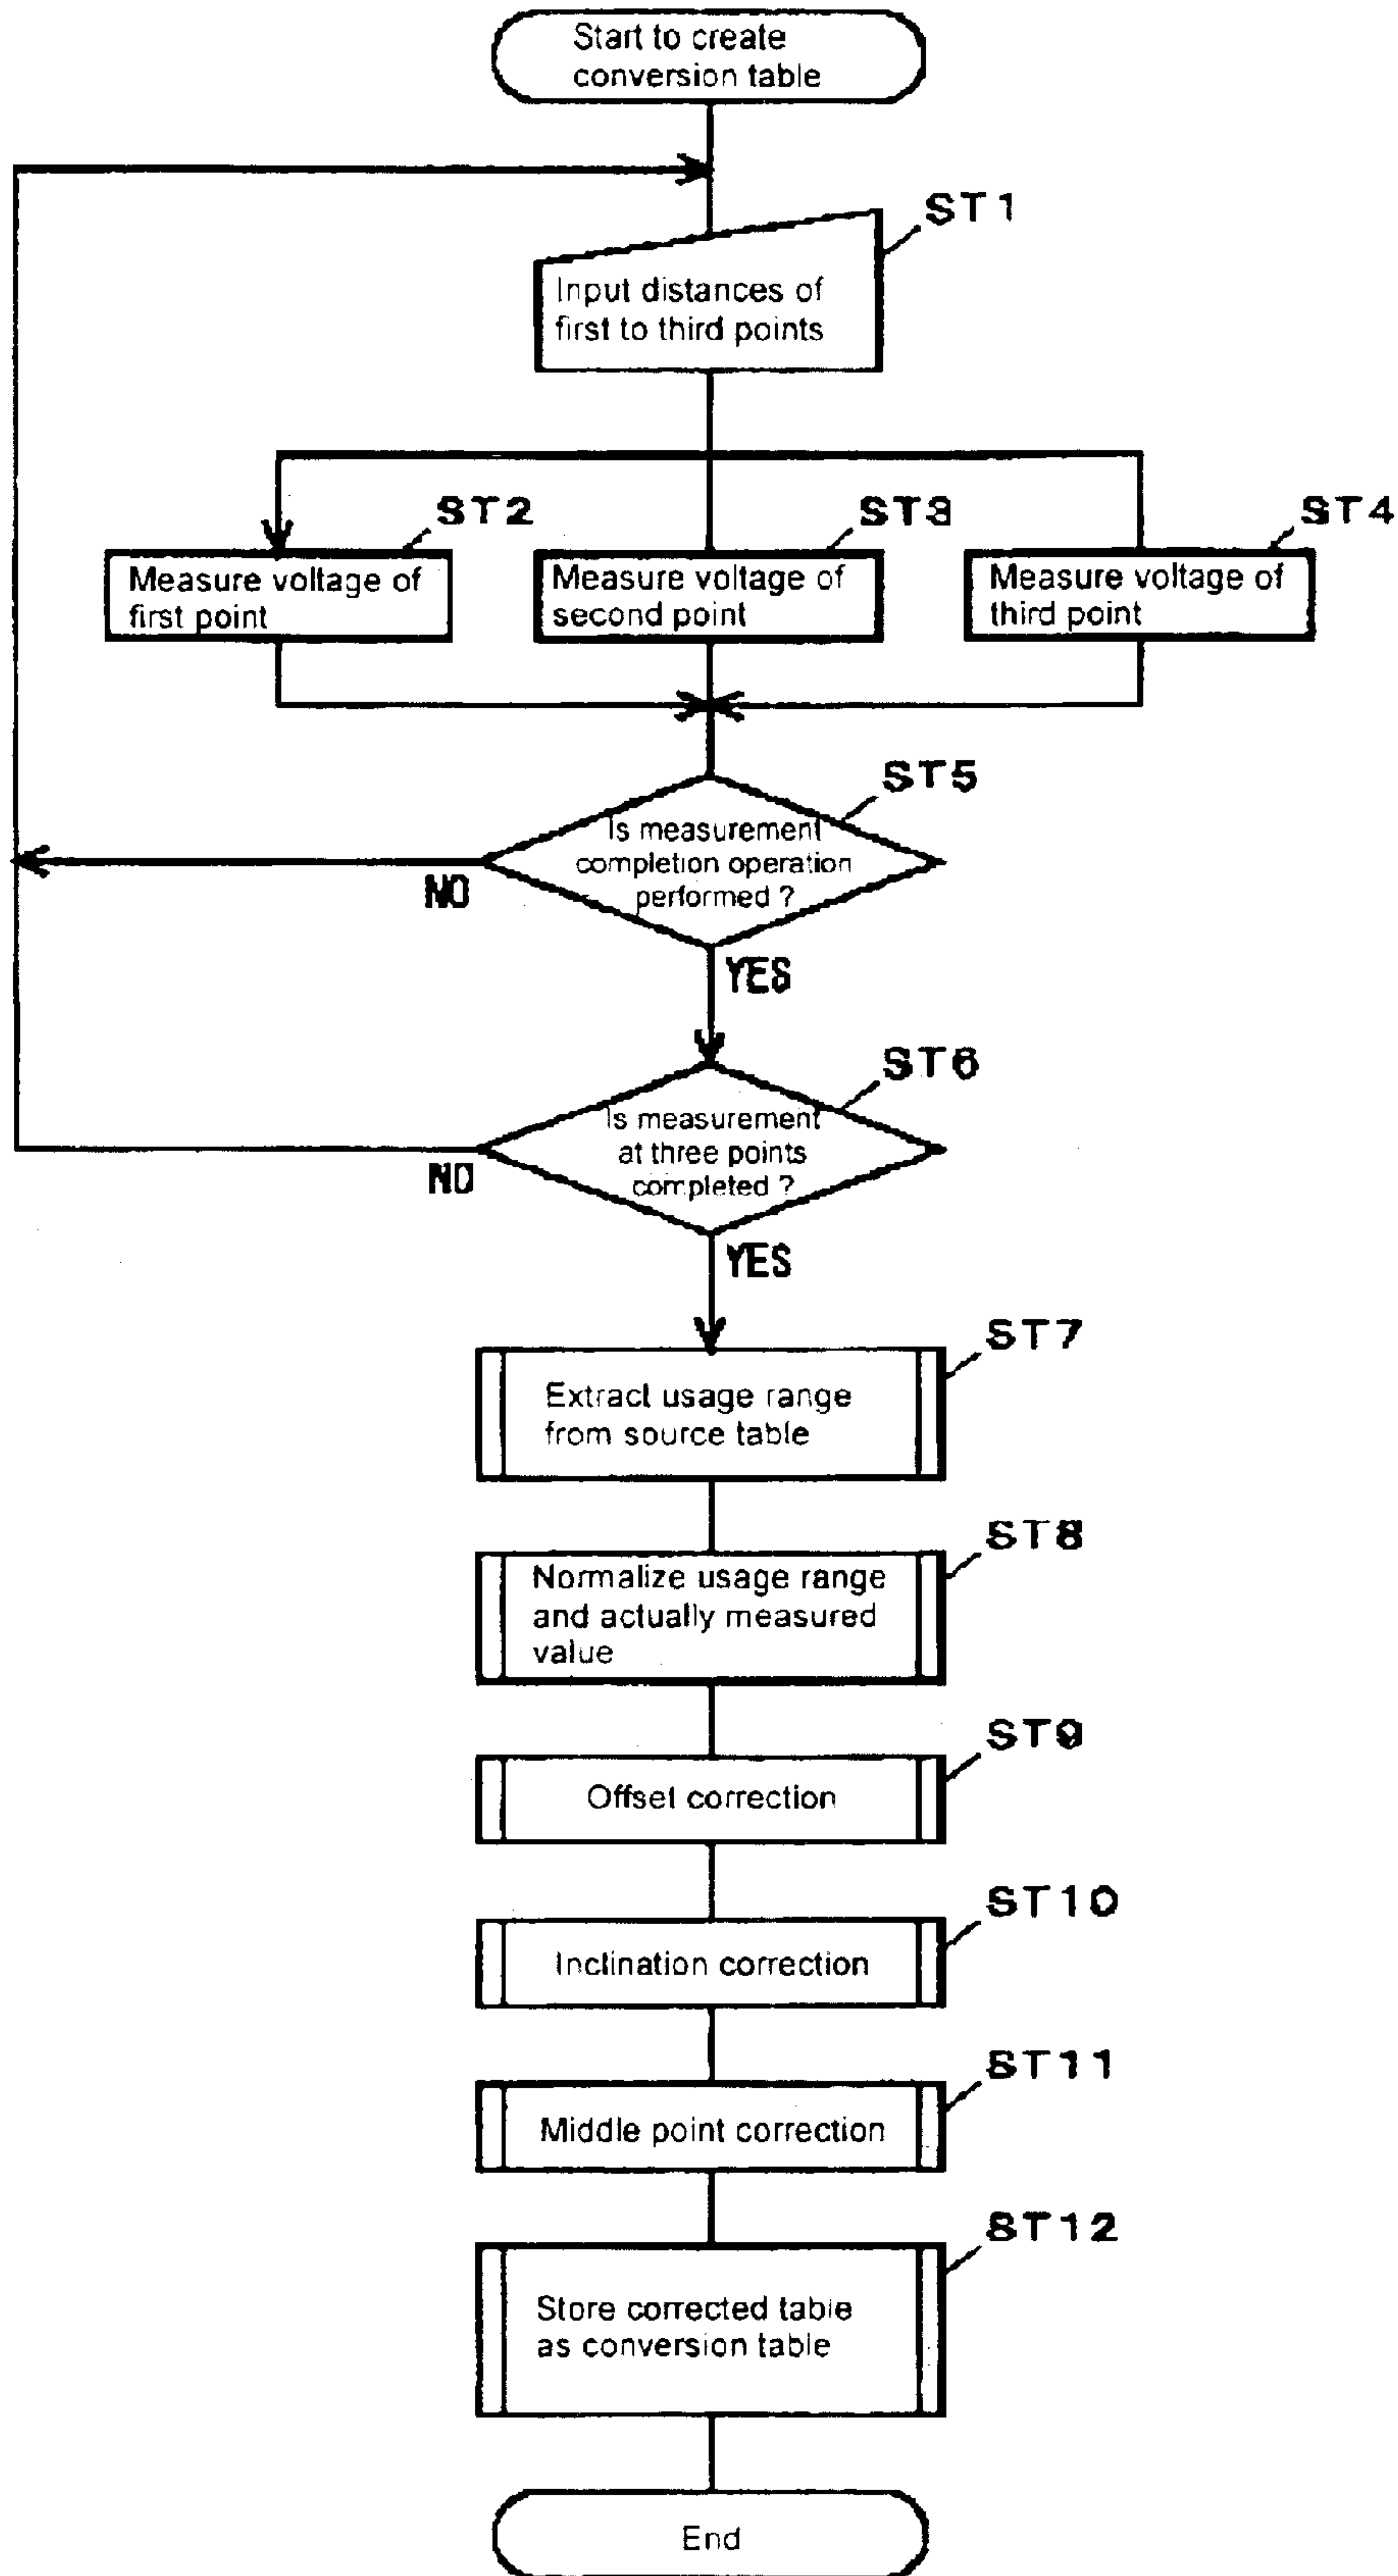 Start to create
conversion table
ST1
Input distances of
first to third points
ST2
ST3
ST4
Measure voltage of
first point
Measure voltage of
second point
Measure voltage of
third point
ST5
Is measurement
completion operation
performed ?
NO
YES
ST6
Is measurement
at three points
completed ?
NO
YES
ST7
Extract usage range
from source table
ST8
Normalize usage range
and actually measured
value
ST9
Offset correction
ST10
Inclination correction
ST11
Middle point correction
ST12
Store corrected table
as conversion table
End